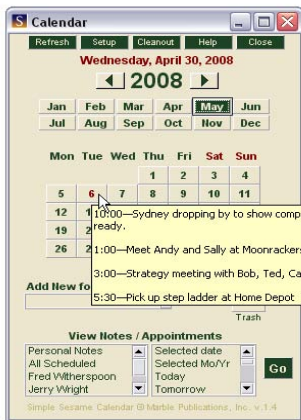 S Calendar
Refresh Setup Cleanout Help Close
Wednesday, April 30, 2008
2008
Jan Feb Mar Apr May Jun
Jul Aug Sep Oct Nov Dec
Mon Tue Wed Thu Fri Sat Sun
1 2 3 4
5 6 7 8 9 10 11
12
19
26
10:00—Sydney dropping by to show comp
ready.
1:00—Meet Andy and Sally at Moonrackers
3:00—Strategy meeting with Bob, Ted, Ca
5:30—Pick up step ladder at Home Depot
Add New fo
Trash
View Notes / Appointments
Personal Notes Selected date
All Scheduled Selected Mo/Yr
Fred Witherspoon Today
Jerry Wright Tomorrow
Go
Simple Sesame Calendar © Marble Publications, Inc. v.1.4